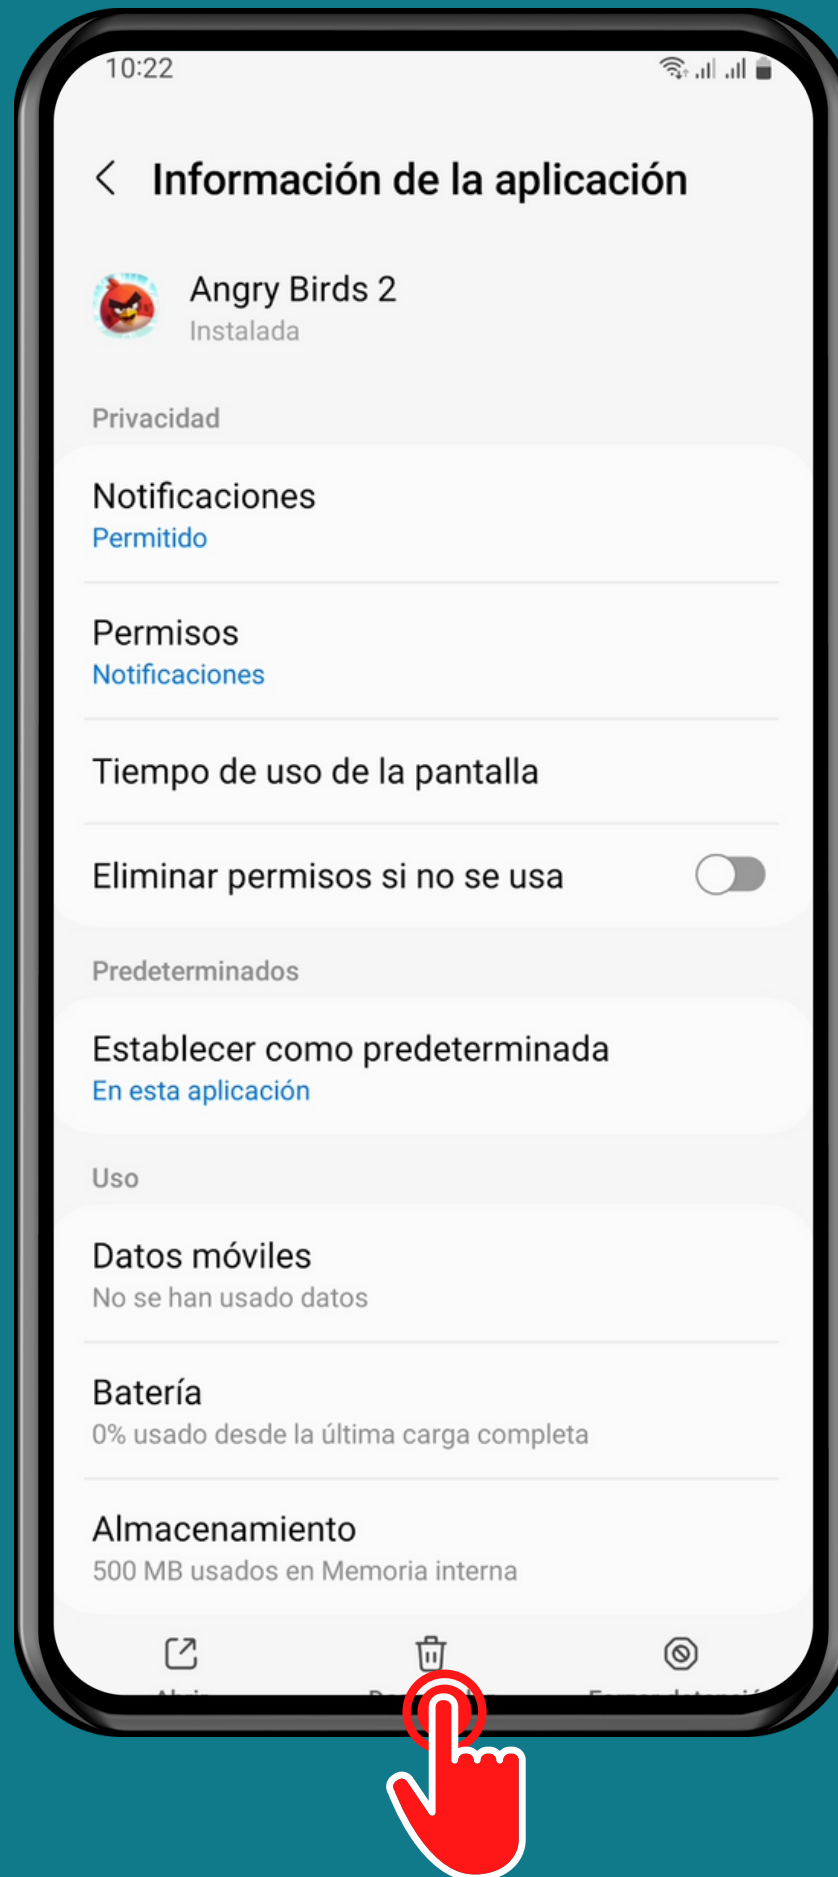 10:22
Información de la aplicación
Angry Birds 2
Instalada
Privacidad
Notificaciones
Permitido
Permisos
Notificaciones
Tiempo de uso de la pantalla
Eliminar permisos si no se usa
Predeterminados
Establecer como predeterminada
En esta aplicación
Uso
Datos móviles
No se han usado datos
Batería
0% usado desde la última carga completa
Almacenamiento
500 MB usados en Memoria interna